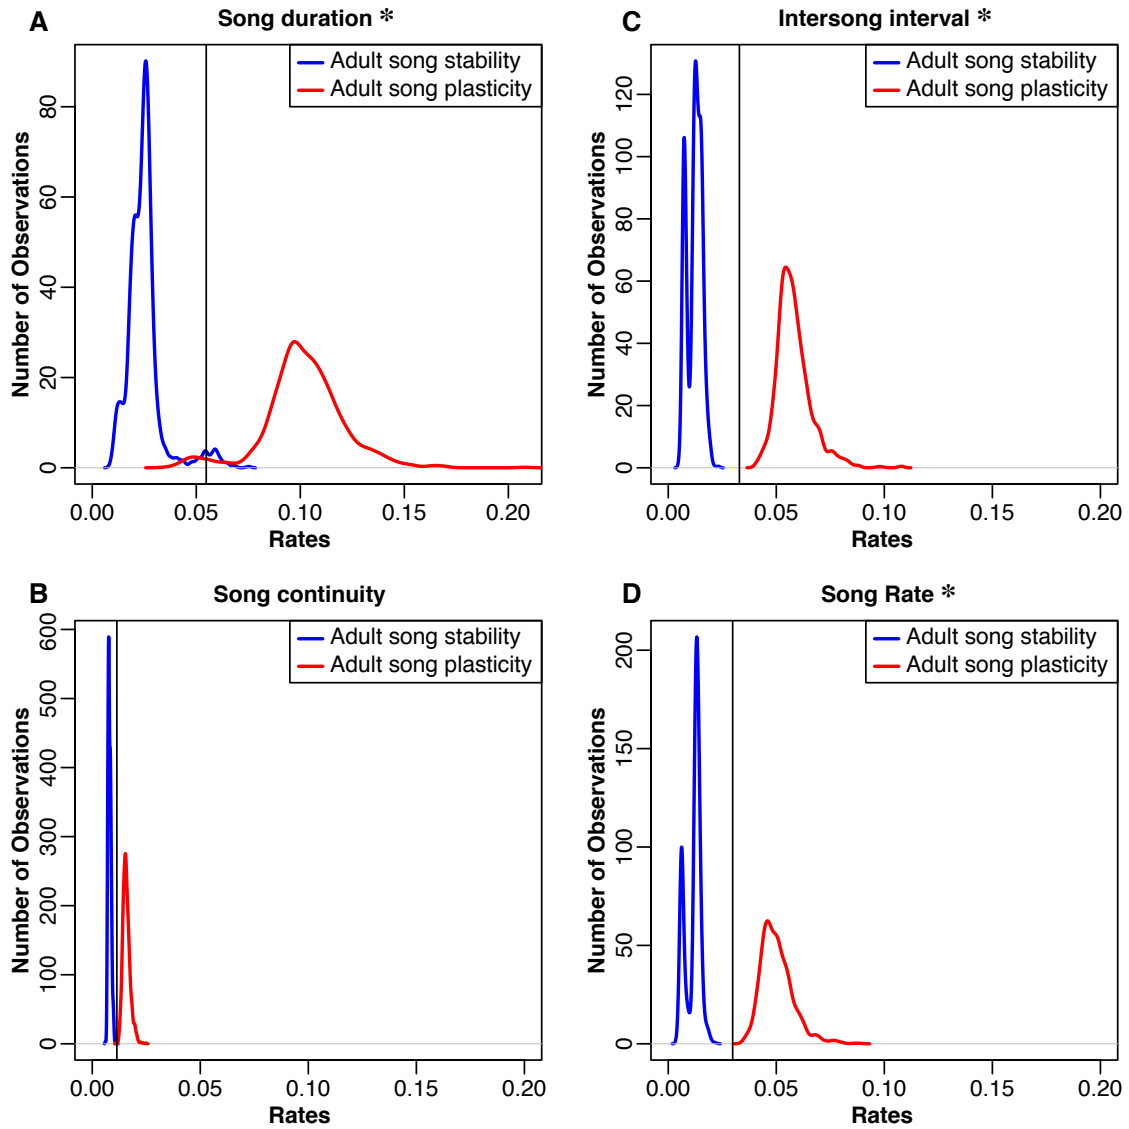 A
Song duration *
Adult song stability
Adult song plasticity
Number of Observations
80
60
40
20
0
0.00 0.05 0.10 0.15 0.20
Rates
C
Intersong interval *
Adult song stability
Adult song plasticity
Number of Observations
120
100
80
60
40
20
0
0.00 0.05 0.10 0.15 0.20
Rates
B
Song continuity
Adult song stability
Adult song plasticity
Number of Observations
600
500
400
300
200
100
0
0.00 0.05 0.10 0.15 0.20
Rates
D
Song Rate *
Adult song stability
Adult song plasticity
Number of Observations
200
150
100
50
0
0.00 0.05 0.10 0.15 0.20
Rates